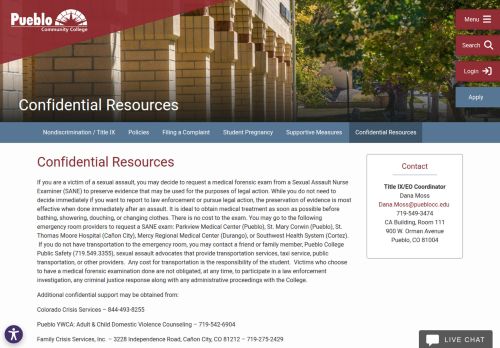 Pueblo
Community College
Menu
Search
Login
Apply
Confidential Resources
Nondiscrimination / Title IX
Policies
Filing a Complaint
Student Pregnancy
Supportive Measures
Confidential Resources
Confidential Resources
If you are a victim of a sexual assault, you may decide to request a medical forensic exam from a Sexual Assault Nurse
Examiner (SANE) to preserve evidence that may be used for the purposes of legal action. While you do not need to
decide immediately if you want to report to law enforcement or pursue legal action, the preservation of evidence is most
effective when done immediately after an assault. It is ideal to obtain medical treatment as soon as possible before
bathing, showering, douching, or changing clothes. There is no cost to the exam. You may go to the following
emergency room providers to request a SANE exam: Parkview Medical Center (Pueblo), St. Mary Corwin (Pueblo), St.
Thomas Moore Hospital (Cañon City), Mercy Regional Medical Center (Durango), or Southwest Health System (Cortez).
If you do not have transportation to the emergency room, you may contact a friend or family member, Pueblo College
Public Safety (719.549.3355), sexual assault advocates that provide transportation services, taxi service, public
transportation, or other providers. Any cost for transportation is the responsibility of the student. Victims who choose
to have a medical forensic examination done are not obligated, at any time, to participate in a law enforcement
investigation, any criminal justice response along with any administrative proceedings with the College.
Additional confidential support may be obtained from:
Colorado Crisis Services – 844-493-8255
Pueblo YWCA: Adult & Child Domestic Violence Counseling – 719-542-6904
Family Crisis Services, Inc. – 3228 Independence Road, Cañon City, CO 81212 – 719-275-2429
Contact
Title IX/EO Coordinator
Dana Moss
Dana.Moss@pueblocc.edu
719-549-3474
CA Building, Room 111
900 W. Orman Avenue
Pueblo, CO 81004
LIVE CHAT